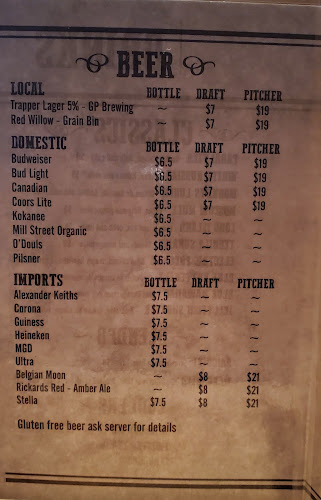 BEER
LOCAL BOTTLE DRAFT PITCHER
Trapper Lager 5% - GP Brewing ~ $7 $19
Red Willow - Grain Bin ~ $7 $19
DOMESTIC BOTTLE DRAFT PITCHER
Budweiser $6.5 $7 $19
Bud Light $6.5 $7 $19
Canadian $6.5 $7 $19
Coors Lite $6.5 $7 $19
Kokanee $6.5 ~ ~
Mill Street Organic $6.5 ~ ~
O'Douls $6.5 ~ ~
Pilsner $6.5 ~ ~
IMPORTS BOTTLE DRAFT PITCHER
Alexander Keiths $7.5 ~ ~
Corona $7.5 ~ ~
Guiness $7.5 ~ ~
Heineken $7.5 ~ ~
MGD $7.5 ~ ~
Ultra $7.5 ~ ~
Belgian Moon ~ $8 $21
Rickards Red - Amber Ale ~ $8 $21
Stella $7.5 $8 $21
Gluten free beer ask server for details